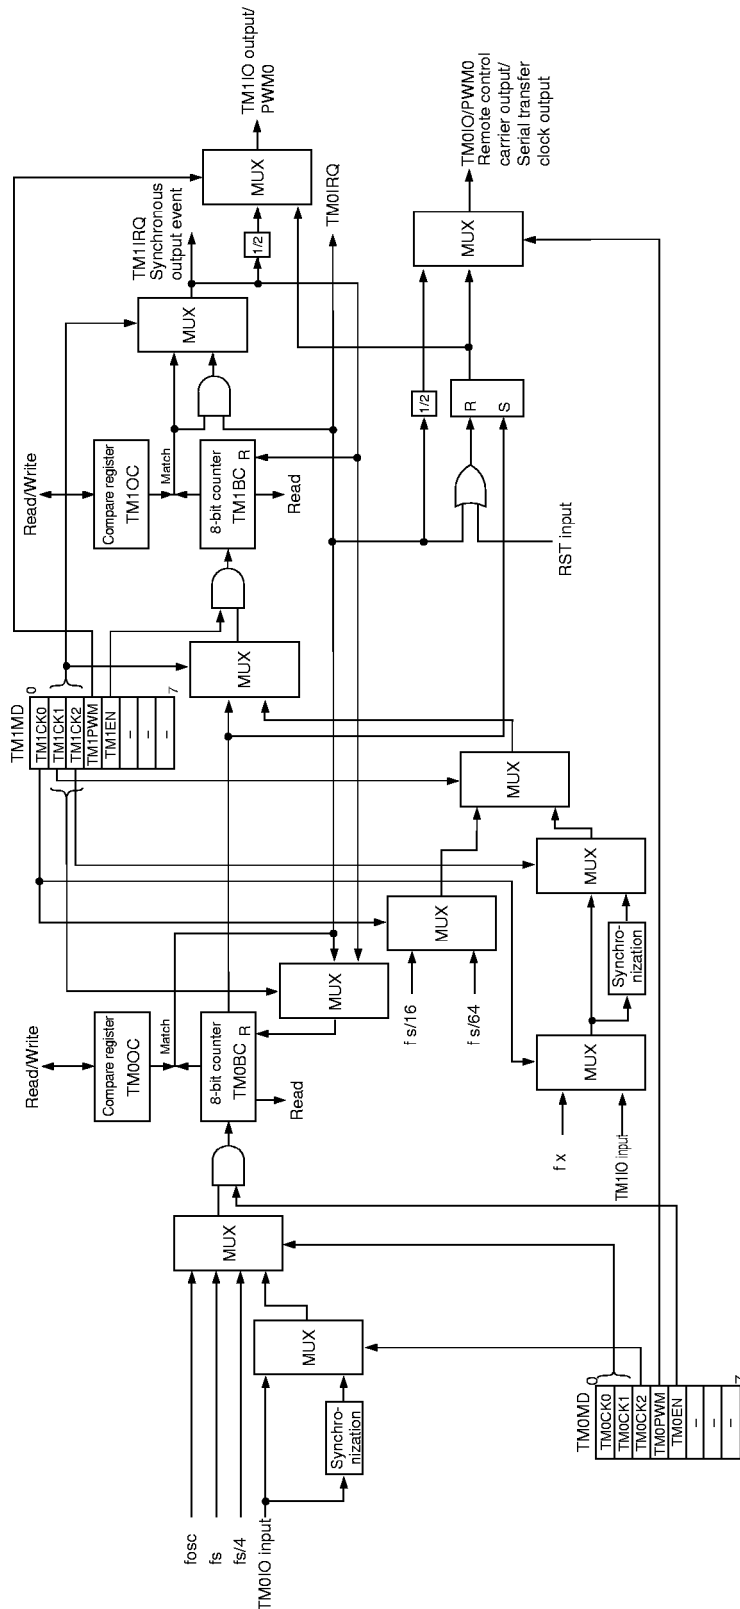 TM1IO output/
PWM0
TM1IRQ
Synchronous
output event
TM0IRQ
TM0IO/PWM0
Remote control
carrier output/
Serial transfer
clock output
MUX
1/2
MUX
MUX
1/2
R
S
RST input
Read/Write
Compare register
TM1OC
Match
8-bit counter
TM1BC
R
Read
MUX
TM1MD
0
TM1CK0
TM1CK1
TM1CK2
TM1PWM
TM1EN
–
–
–
7
MUX
MUX
MUX
Synchro-
nization
MUX
f s/16
f s/64
f x
TM1IO input
Read/Write
Compare register
TM0OC
Match
8-bit counter
TM0BC
R
Read
MUX
MUX
MUX
Synchro-
nization
fosc
fs
fs/4
TM0IO input
TM0MD
0
TM0CK0
TM0CK1
TM0CK2
TM0PWM
TM0EN
–
–
–
7